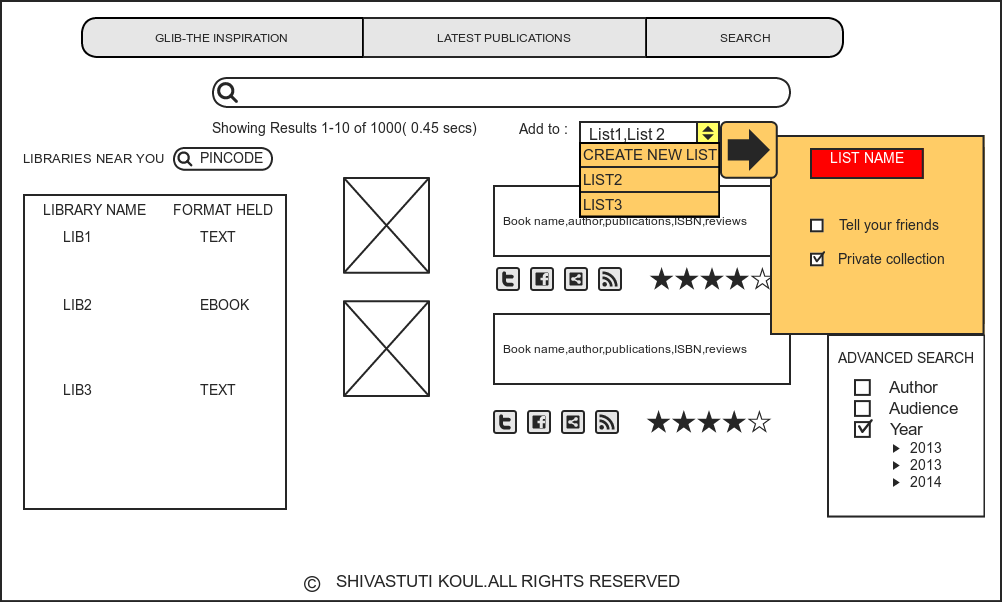 GLIB-THE INSPIRATION
LATEST PUBLICATIONS
SEARCH
Showing Results 1-10 of 1000( 0.45 secs)
Add to :
List1,List 2
CREATE NEW LIST
LIST2
LIST3
LIST NAME
Tell your friends
Private collection
LIBRARIES NEAR YOU
PINCODE
LIBRARY NAME FORMAT HELD
LIB1 TEXT
LIB2 EBOOK
LIB3 TEXT
Book name,author,publications,ISBN,reviews
Book name,author,publications,ISBN,reviews
ADVANCED SEARCH
Author
Audience
Year
2013
2013
2014
© SHIVASTUTI KOUL.ALL RIGHTS RESERVED